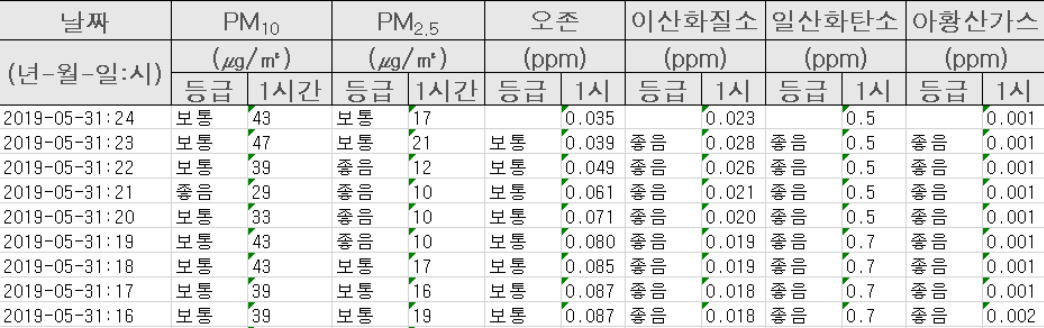 날짜 PM10 PM2.5 오존 이산화질소 일산화탄소 아황산가스
(년-월-일:시) (㎍/㎥) (㎍/㎥) (ppm) (ppm) (ppm) (ppm)
등급 1시간 등급 1시간 등급 1시 등급 1시 등급 1시 등급 1시
2019-05-31:24 보통 43 보통 17 0.035 0.023 0.5 0.001
2019-05-31:23 보통 47 보통 21 보통 0.039 좋음 0.028 좋음 0.5 좋음 0.001
2019-05-31:22 보통 39 좋음 12 보통 0.049 좋음 0.026 좋음 0.5 좋음 0.001
2019-05-31:21 좋음 29 좋음 10 보통 0.061 좋음 0.021 좋음 0.5 좋음 0.001
2019-05-31:20 보통 33 좋음 10 보통 0.071 좋음 0.020 좋음 0.5 좋음 0.001
2019-05-31:19 보통 43 좋음 10 보통 0.080 좋음 0.019 좋음 0.7 좋음 0.001
2019-05-31:18 보통 43 보통 17 보통 0.085 좋음 0.019 좋음 0.7 좋음 0.001
2019-05-31:17 보통 39 보통 16 보통 0.087 좋음 0.018 좋음 0.7 좋음 0.001
2019-05-31:16 보통 39 보통 19 보통 0.087 좋음 0.018 좋음 0.7 좋음 0.002